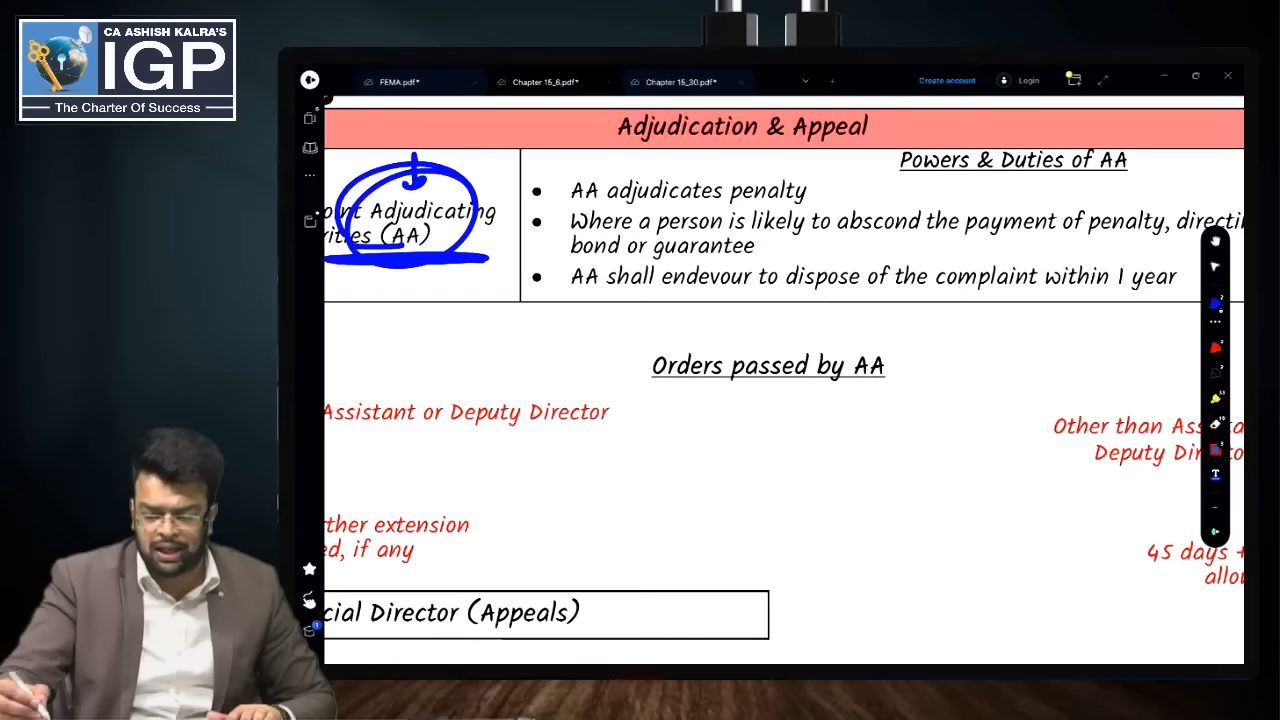 CA ASHISH KALRA'S
IGP
The Charter Of Success
FEMA.pdf*
Chapter 15_6.pdf*
Chapter 15_30.pdf*
Create account
Login
Adjudication & Appeal
Adjudicating
(AA)
Powers & Duties of AA
• AA adjudicates penalty
• Where a person is likely to abscond the payment of penalty,
bond or guarantee
• AA shall endevour to dispose of the complaint within 1 year
Orders passed by AA
Assistant or Deputy Director
Other than
Deputy
extension
if any
45 days +
Director (Appeals)